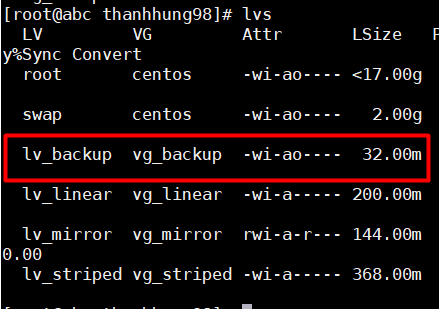 [root@abc thanhhung98]# lvs
LV VG Attr LSize P
y%Sync Convert
root centos -wi-ao---- <17.00g
swap centos -wi-ao---- 2.00g
lv_backup vg_backup -wi-ao---- 32.00m
lv_linear vg_linear -wi-a----- 200.00m
lv_mirror vg_mirror rwi-a-r--- 144.00m
0.00
lv_striped vg_striped -wi-a----- 368.00m